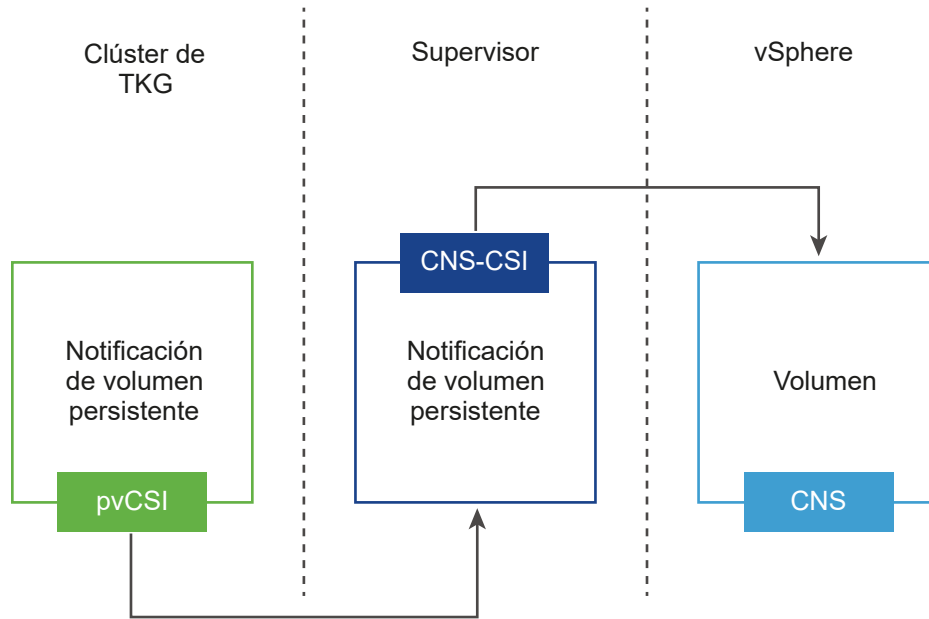 Clúster de
TKG
Supervisor
vSphere
CNS-CSI
Notificación
de volumen
persistente
Notificación
de volumen
persistente
Volumen
pvCSI
CNS